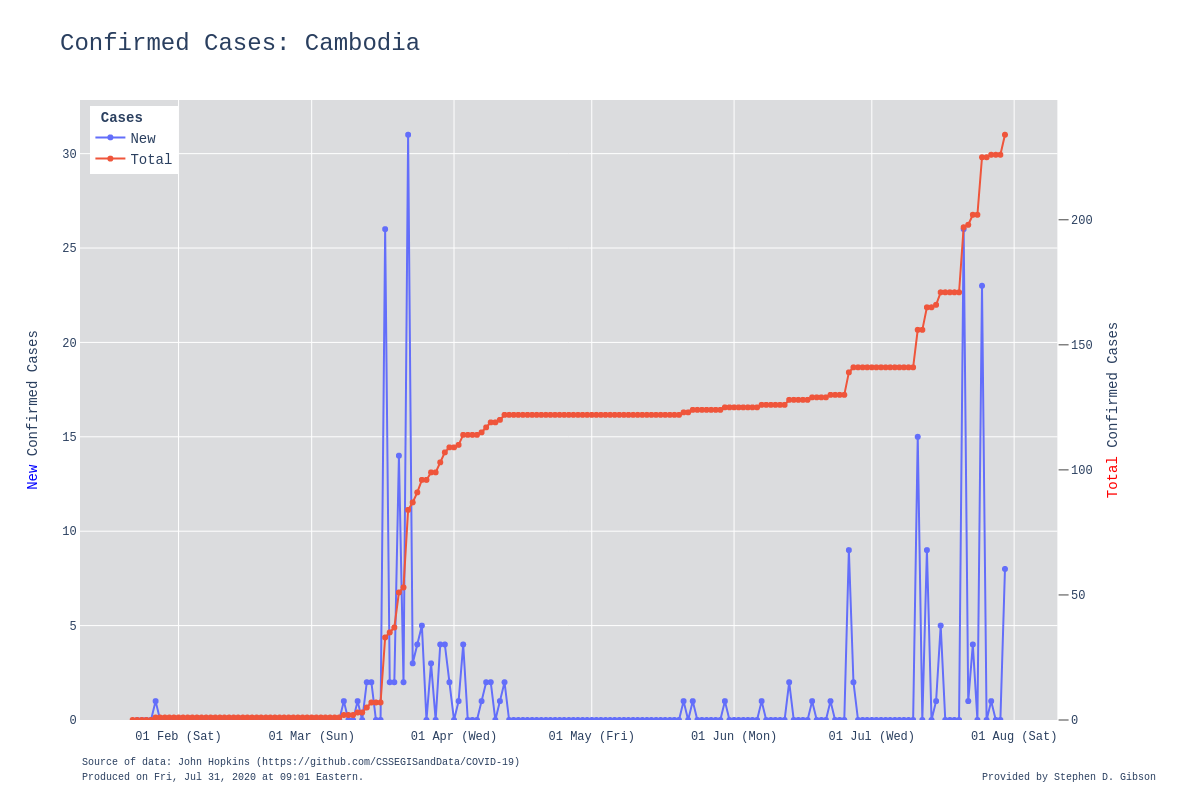 Confirmed Cases: Cambodia
Cases
New
Total
30
25
20
15
10
5
0
200
150
100
50
0
New Confirmed Cases
Total Confirmed Cases
01 Feb (Sat) 01 Mar (Sun) 01 Apr (Wed) 01 May (Fri) 01 Jun (Mon) 01 Jul (Wed) 01 Aug (Sat)
Source of data: John Hopkins (https://github.com/CSSEGISandData/COVID-19)
Produced on Fri, Jul 31, 2020 at 09:01 Eastern.
Provided by Stephen D. Gibson